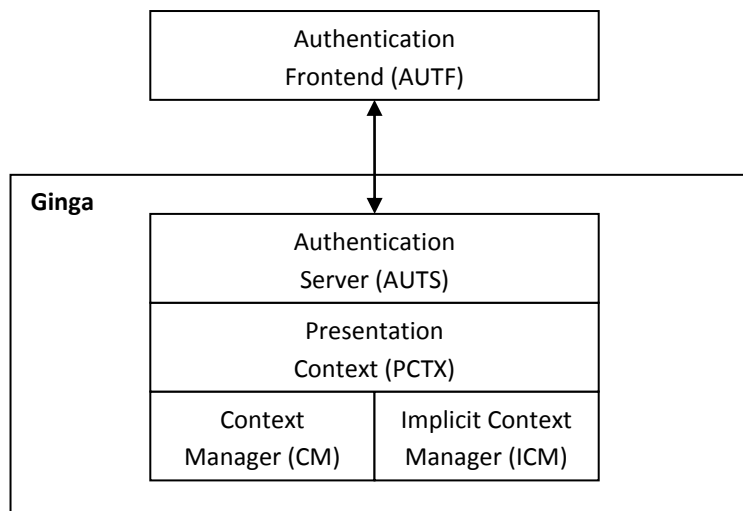 Authentication
Frontend (AUTF)
Ginga
Authentication
Server (AUTS)
Presentation
Context (PCTX)
Context
Manager (CM)
Implicit Context
Manager (ICM)